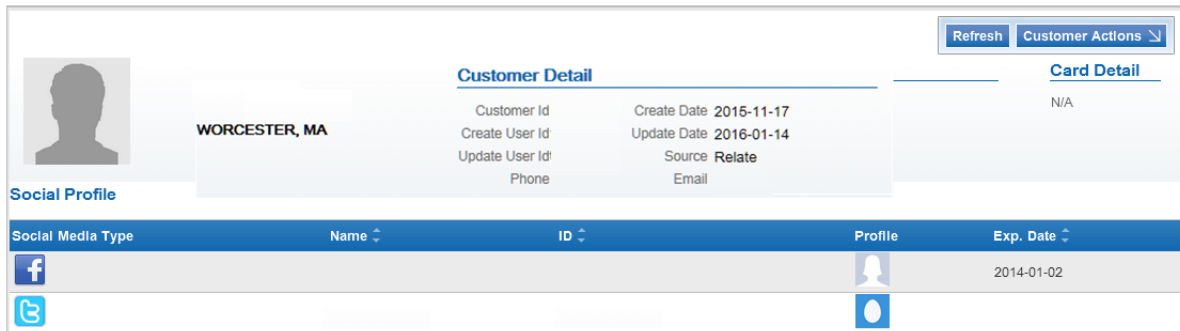 Refresh Customer Actions
Customer Detail
Card Detail
Customer Id Create Date 2015-11-17
N/A
WORCESTER, MA
Create User Id Update Date 2016-01-14
Update User Id Source Relate
Phone Email
Social Profile
Social Media Type Name ID Profile Exp. Date
2014-01-02